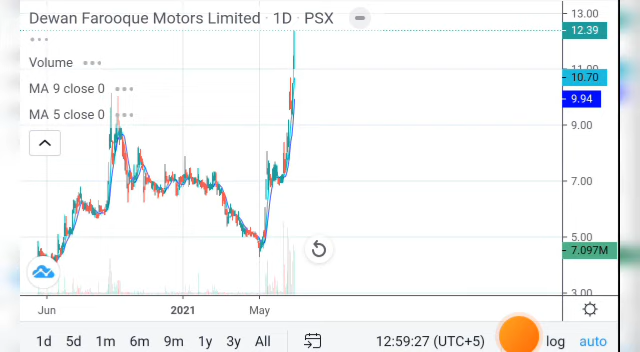 Dewan Farooque Motors Limited · 1D · PSX
Volume
MA 9 close 0
MA 5 close 0
13.00
12.39
11.00
10.70
9.94
9.00
7.00
5.00
7.097M
3.00
Jun 2021 May
1d 5d 1m 6m 9m 1y 3y All 12:59:27 (UTC+5) log auto